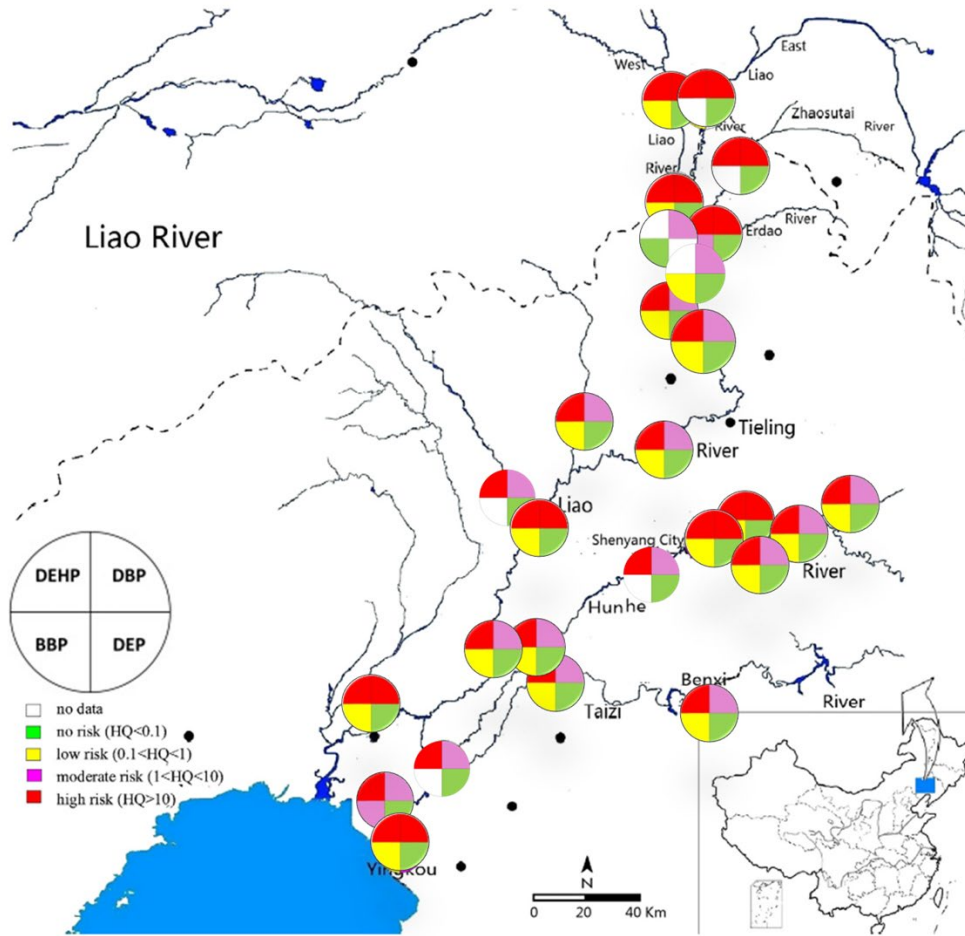 East
West
Liao
Zhaosutai
River
River
Liao
River
River
Erdao
Liao River
Tieling
River
Liao
Shenyang City
River
Hunhe
DEHP
DBP
BBP
DEP
Benxi
River
Taizi
no data
no risk (HQ<0.1)
low risk (0.1<HQ<1)
moderate risk (1<HQ<10)
high risk (HQ>10)
Yingkou
N
0 20 40 Km